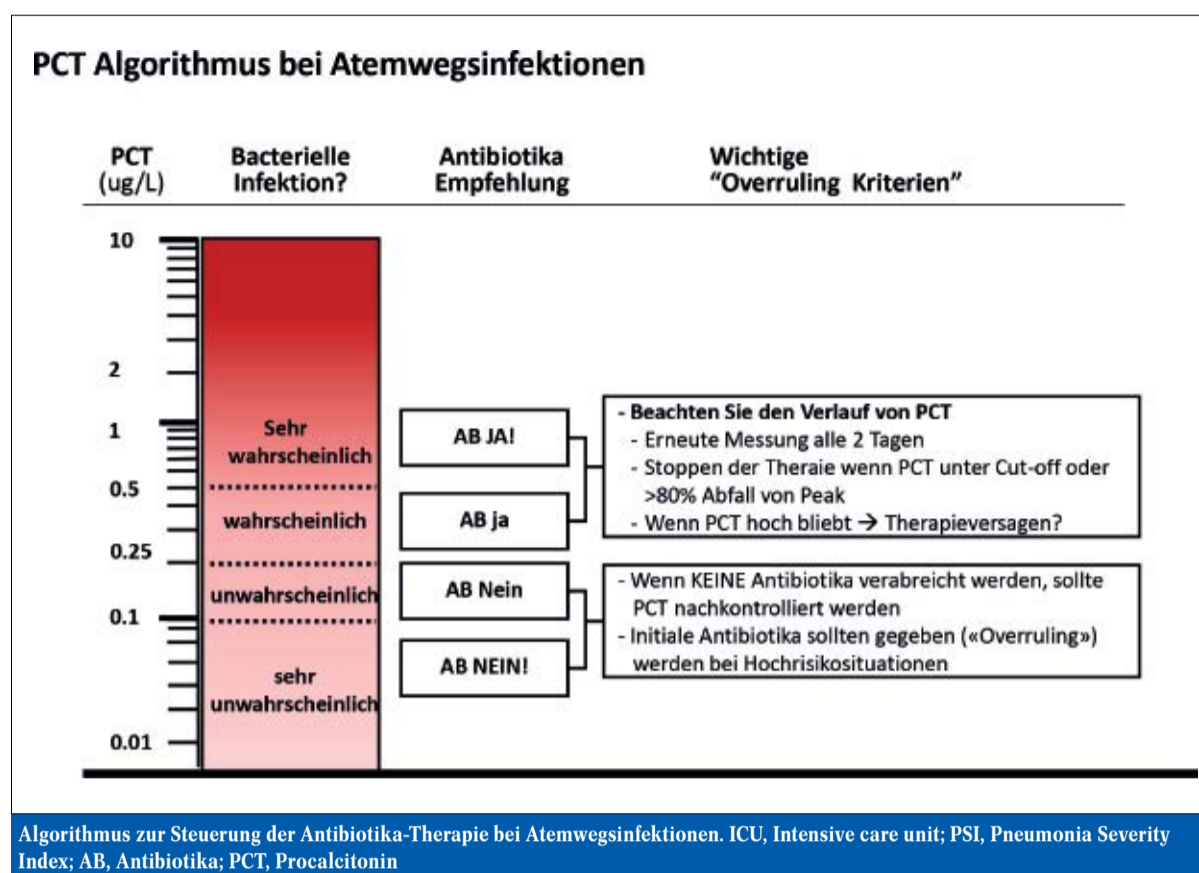 PCT Algorithmus bei Atemwegsinfektionen
PCT
(ug/L)
Bacterielle
Infektion?
Antibiotika
Empfehlung
Wichtige
“Overruling Kriterien”
10
2
1
0.5
0.25
0.1
0.01
Sehr
wahrscheinlich
wahrscheinlich
unwahrscheinlich
sehr
unwahrscheinlich
AB JA!
AB ja
AB Nein
AB NEIN!
- Beachten Sie den Verlauf von PCT
- Erneute Messung alle 2 Tagen
- Stoppen der Theraie wenn PCT unter Cut-off oder
>80% Abfall von Peak
- Wenn PCT hoch bliebt → Therapieversagen?
- Wenn KEINE Antibiotika verabreicht werden, sollte
PCT nachkontrolliert werden
- Initiale Antibiotika sollten gegeben («Overruling»)
werden bei Hochrisikosituationen
Algorithmus zur Steuerung der Antibiotika-Therapie bei Atemwegsinfektionen. ICU, Intensive care unit; PSI, Pneumonia Severity
Index; AB, Antibiotika; PCT, Procalcitonin